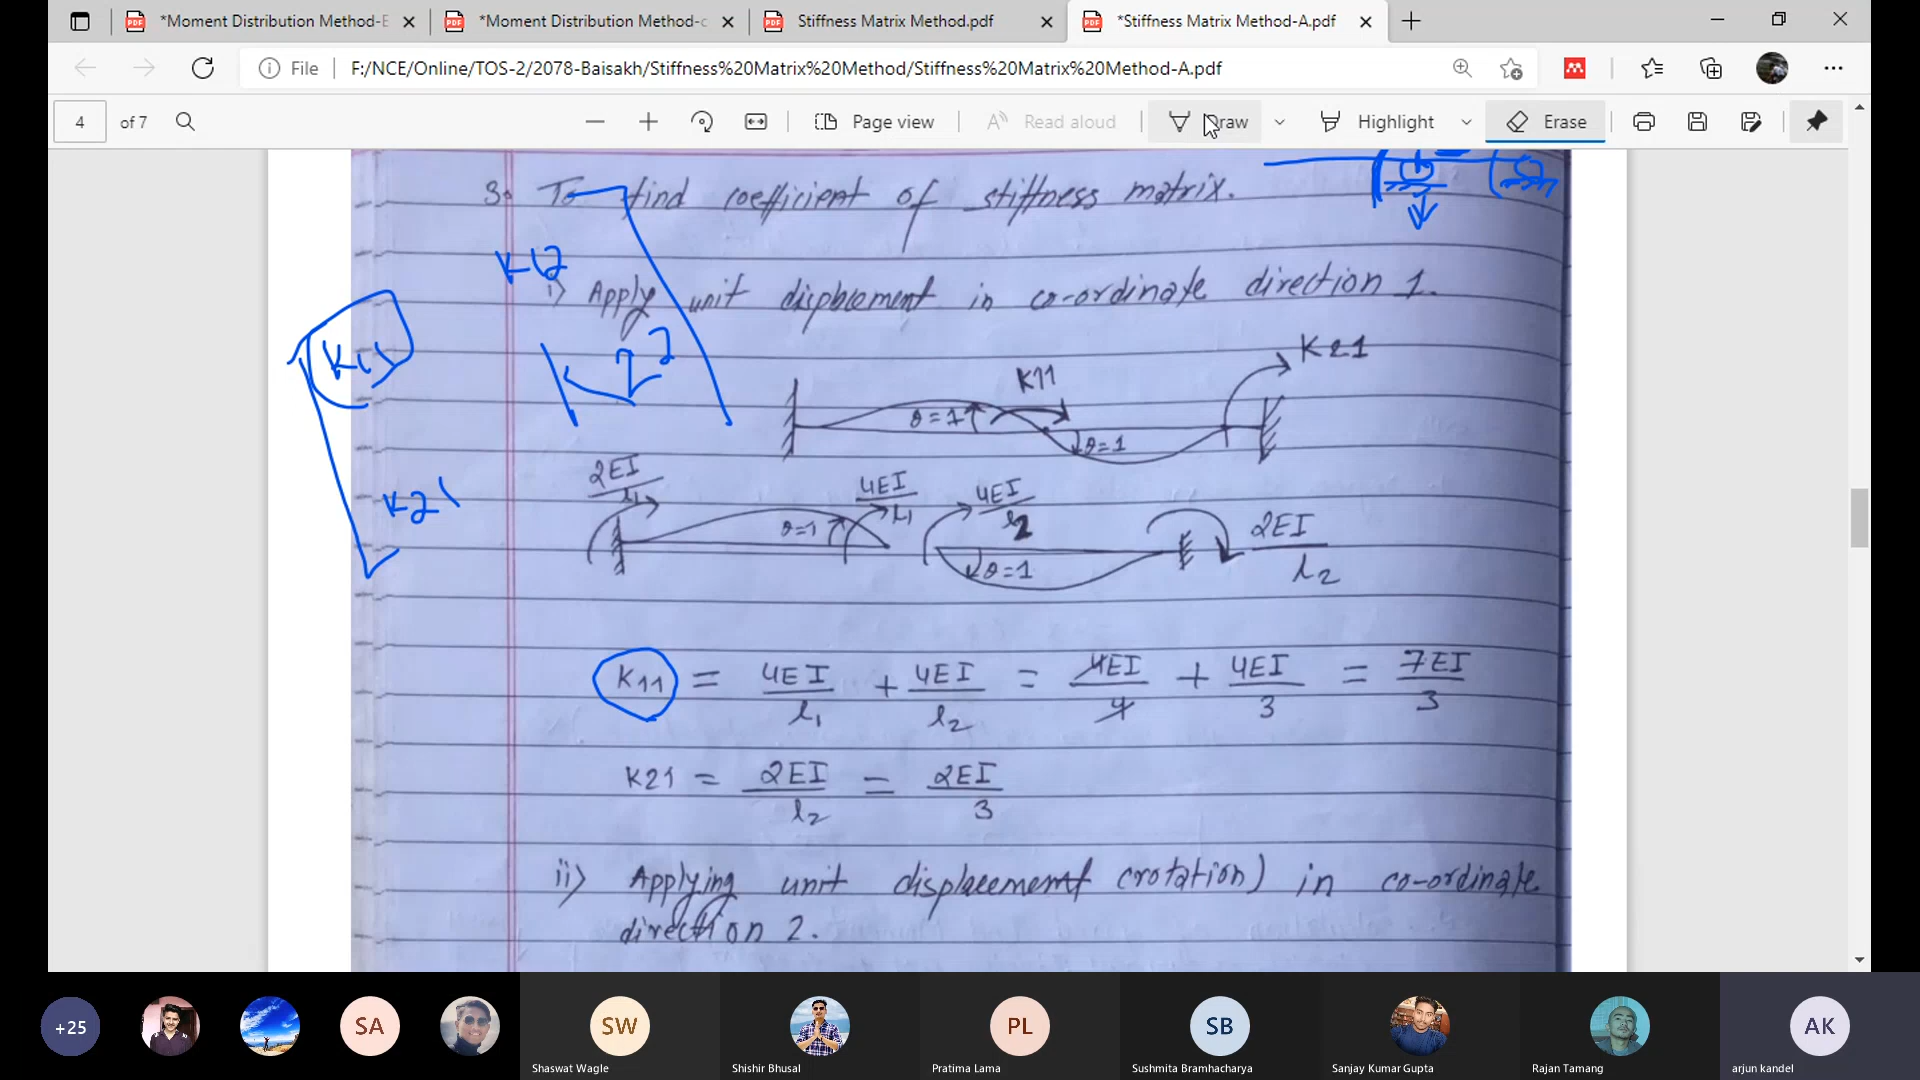 *Moment Distribution Method-E
*Moment Distribution Method-c
Stiffness Matrix Method.pdf
*Stiffness Matrix Method-A.pdf
File
F:/NCE/Online/TOS-2/2078-Baisakh/Stiffness%20Matrix%20Method/Stiffness%20Matrix%20Method-A.pdf
4 of 7
Page view
Read aloud
Draw
Highlight
Erase
3. To find coefficient of stiffness matrix.
K12
i) Apply unit displacement in co-ordinate direction 1.
K11
K11
K21
θ=1
θ=1
K21
2EI/l1
θ=1
4EI/L1
4EI/l2
θ=1
2EI/l2
K11 = 4EI/l1 + 4EI/l2 = 4EI/4 + 4EI/3 = 7EI/3
K21 = 2EI/l2 = 2EI/3
ii) Applying unit displacement (rotation) in co-ordinate
direction 2.
+25
SA
SW
PL
SB
AK
Shaswat Wagle
Shishir Bhusal
Pratima Lama
Sushmita Bramhacharya
Sanjay Kumar Gupta
Rajan Tamang
arjun kandel